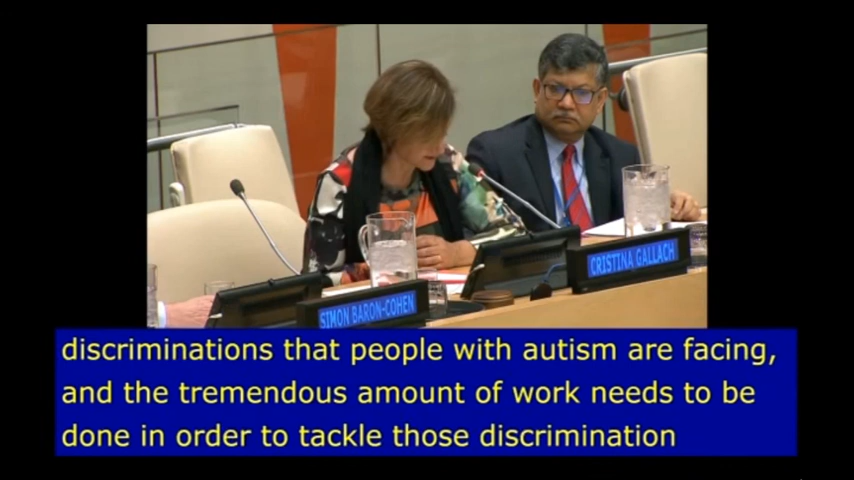 CRISTINA GALLACH
SIMON BARON-COHEN
discriminations that people with autism are facing,
and the tremendous amount of work needs to be
done in order to tackle those discrimination